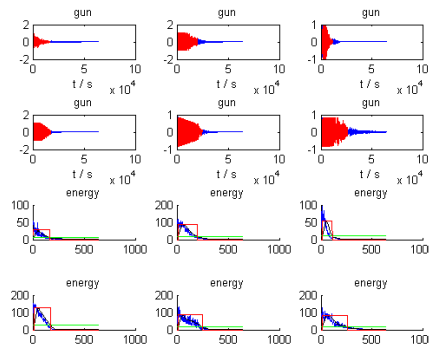 gun gun gun
2 2 1
0 0 0
-2 -2 -1
0 5 10 0 5 10 0 5 10
t / s x 10^4 t / s x 10^4 t / s x 10^4
gun gun gun
2 1 1
0 0 0
-2 -1 -1
0 5 10 0 5 10 0 5 10
t / s x 10^4 t / s x 10^4 t / s x 10^4
energy energy energy
100 200 100
50 100 50
0 0 0
0 500 1000 0 500 1000 0 500 1000
energy energy energy
200 200 200
100 100 100
0 0 0
0 500 1000 0 500 1000 0 500 1000